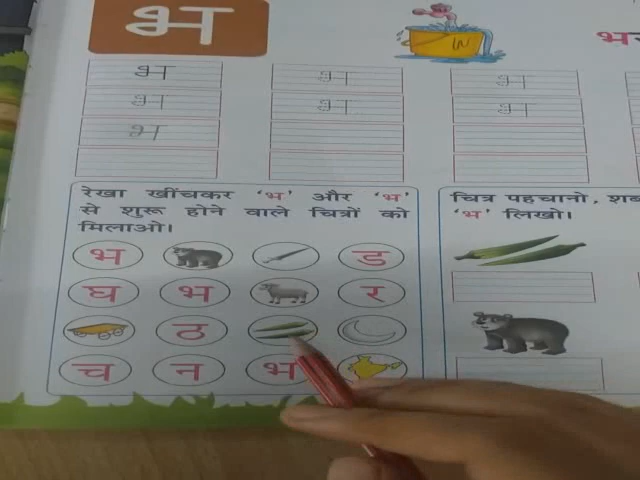 भ
भ भ भ
भ भ भ
भ
रेखा खींचकर ‘भ’ और ‘भ’
से शुरू होने वाले चित्रों को
मिलाओ।
भ ड
घ भ र
ठ
च न भ
चित्र पहचानो,
‘भ’ लिखो।